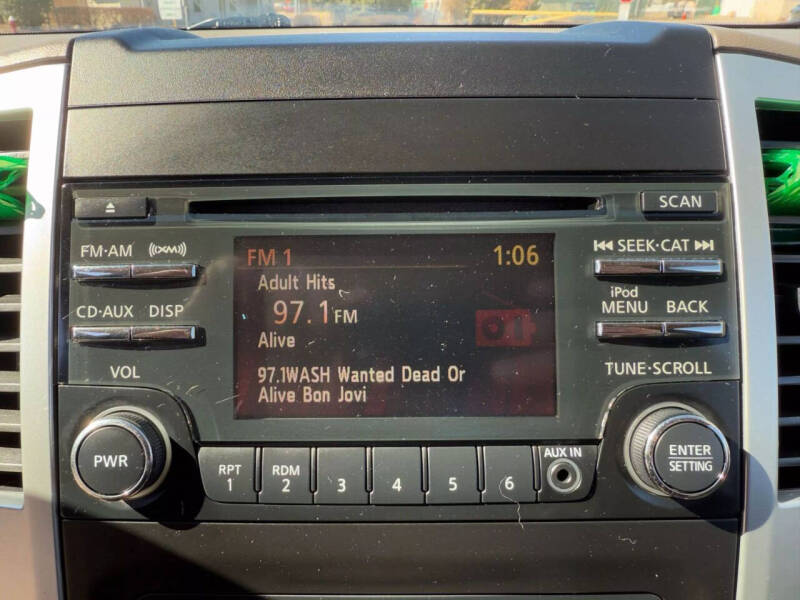 SCAN
FM·AM
((XM))
SEEK·CAT
FM 1
1:06
Adult Hits
97.1FM
Alive
97.1WASH Wanted Dead Or
Alive Bon Jovi
CD·AUX
DISP
iPod
MENU
BACK
VOL
TUNE·SCROLL
PWR
RPT
1
RDM
2
3
4
5
6
AUX IN
ENTER
SETTING